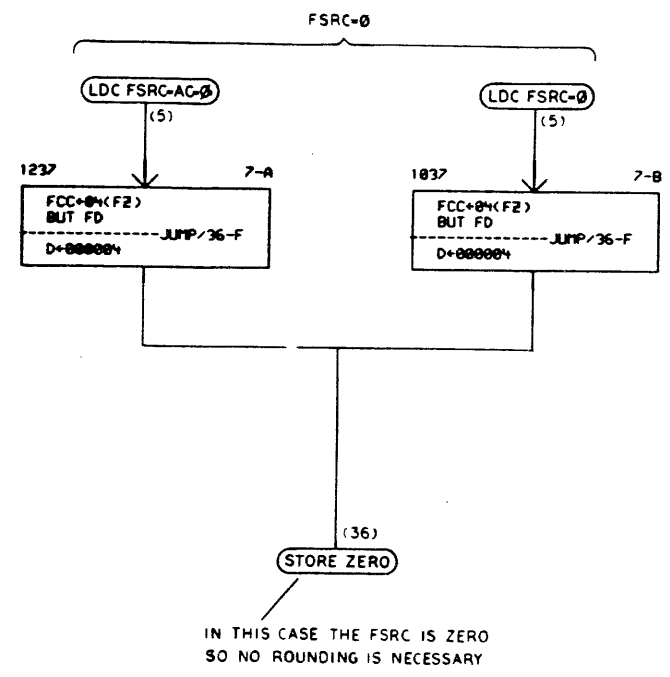 FSRC=Ø
LDC FSRC=AC=Ø
LDC FSRC=Ø
(5)
(5)
1237 7-A
1037 7-B
FCC←04(F2)
BUT FD
JUMP/36-F
D←000004
FCC←04(F2)
BUT FD
JUMP/36-F
D←000004
(36)
STORE ZERO
IN THIS CASE THE FSRC IS ZERO
SO NO ROUNDING IS NECESSARY